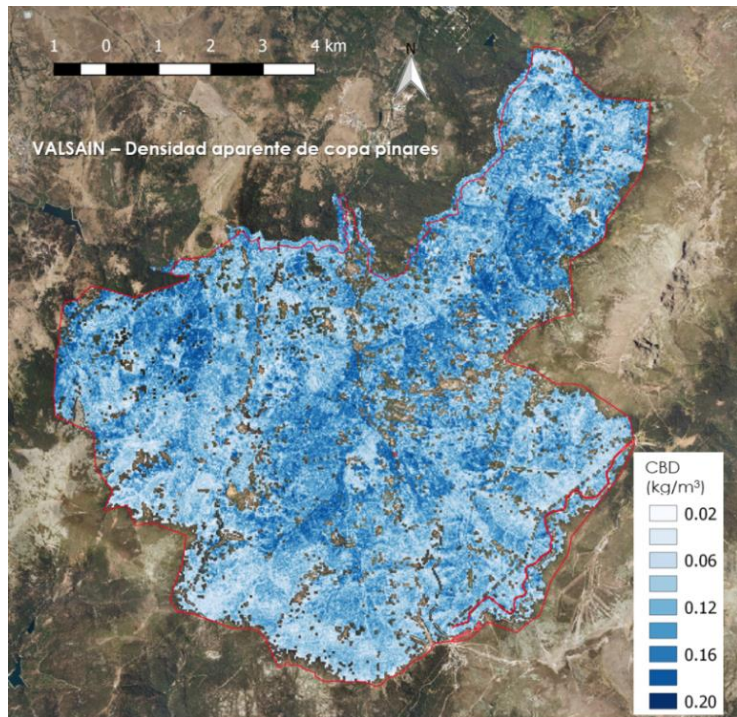 1 0 1 2 3 4 km
N
VALSAIN – Densidad aparente de copa pinares
CBD
(kg/m³)
0.02
0.06
0.12
0.16
0.20